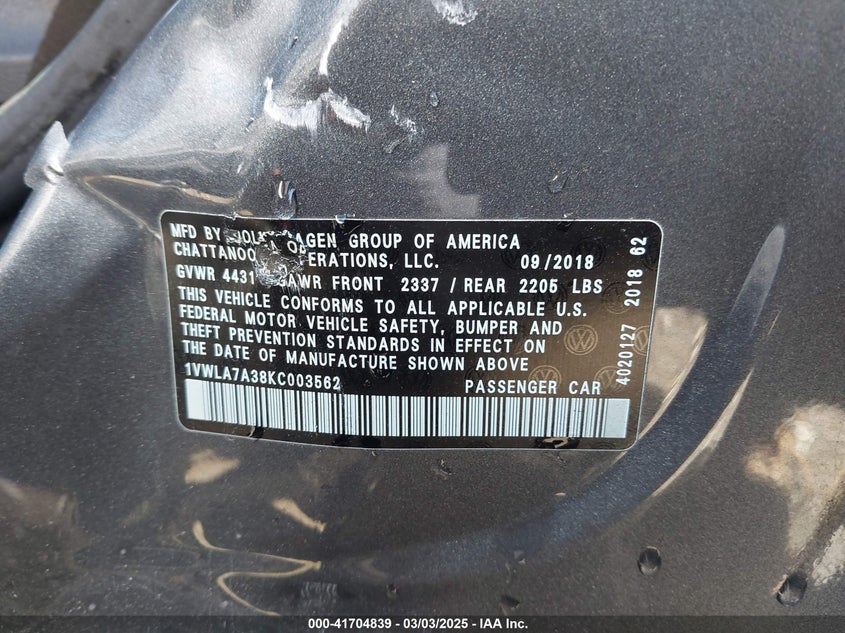 MFD BY VOLKSWAGEN GROUP OF AMERICA
CHATTANOOGA OPERATIONS, LLC. 09/2018
GVWR 4431 GAWR FRONT 2337 / REAR 2205 LBS
THIS VEHICLE CONFORMS TO ALL APPLICABLE U.S.
FEDERAL MOTOR VEHICLE SAFETY, BUMPER AND
THEFT PREVENTION STANDARDS IN EFFECT ON
THE DATE OF MANUFACTURE SHOWN ABOVE
1VWLA7A38KC003562 PASSENGER CAR
4020127 2018 62
000-41704839 - 03/03/2025 - IAA Inc.